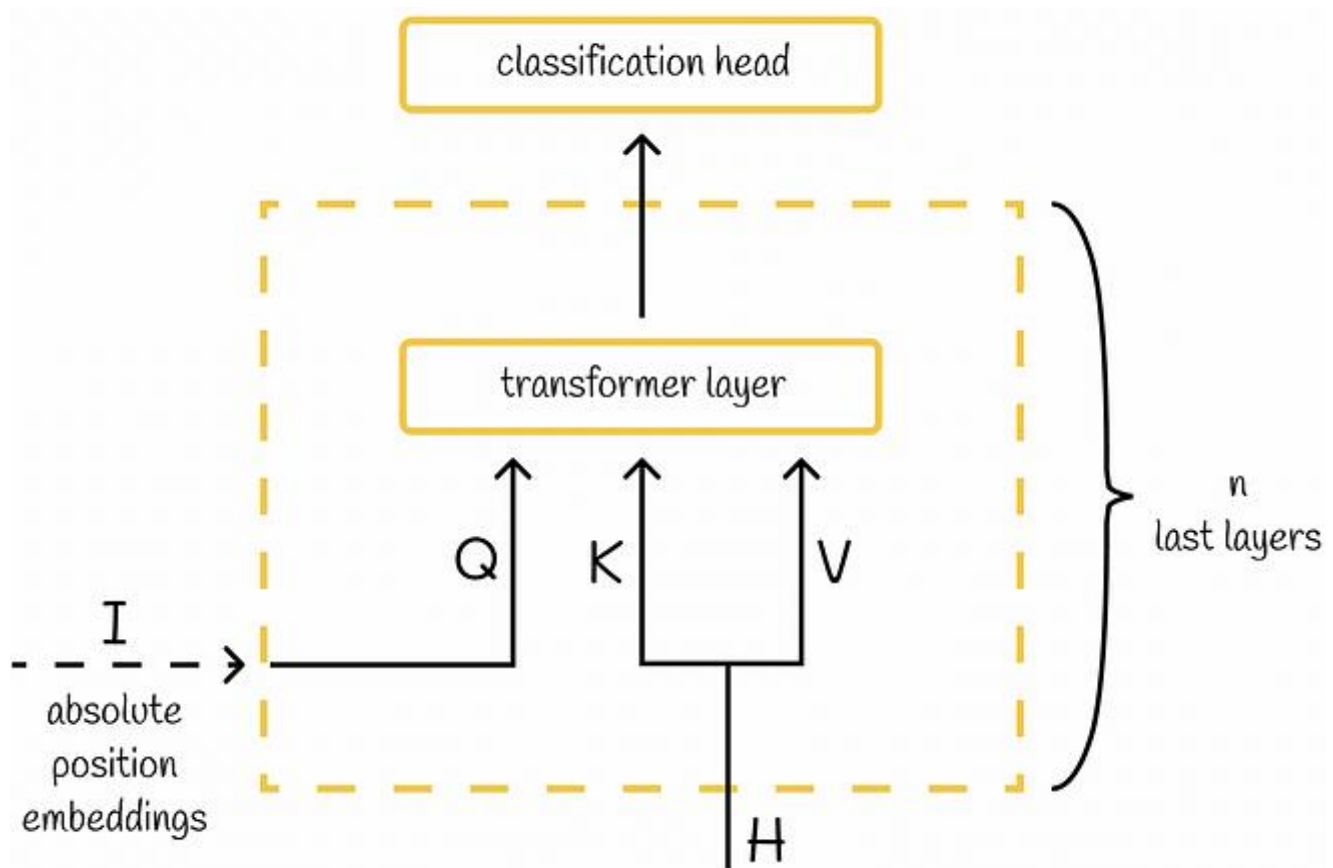 classification head
transformer layer
Q
K
V
n
last layers
I
absolute
position
embeddings
H